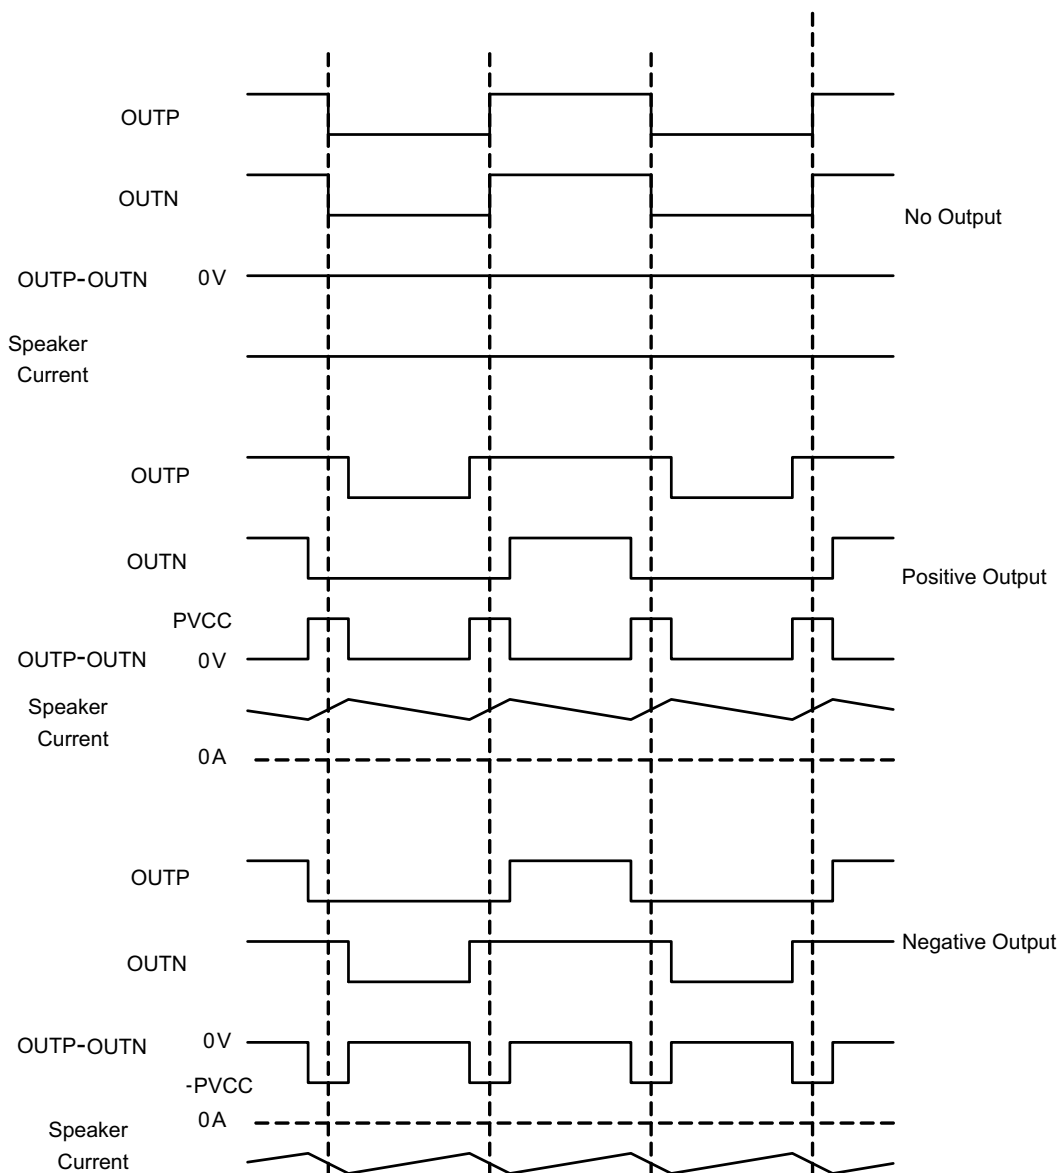 OUTP
OUTN
No Output
OUTP-OUTN 0V
Speaker
Current
OUTP
OUTN
Positive Output
PVCC
OUTP-OUTN 0V
Speaker
Current
0A
OUTP
OUTN
Negative Output
OUTP-OUTN 0V
-PVCC
0A
Speaker
Current